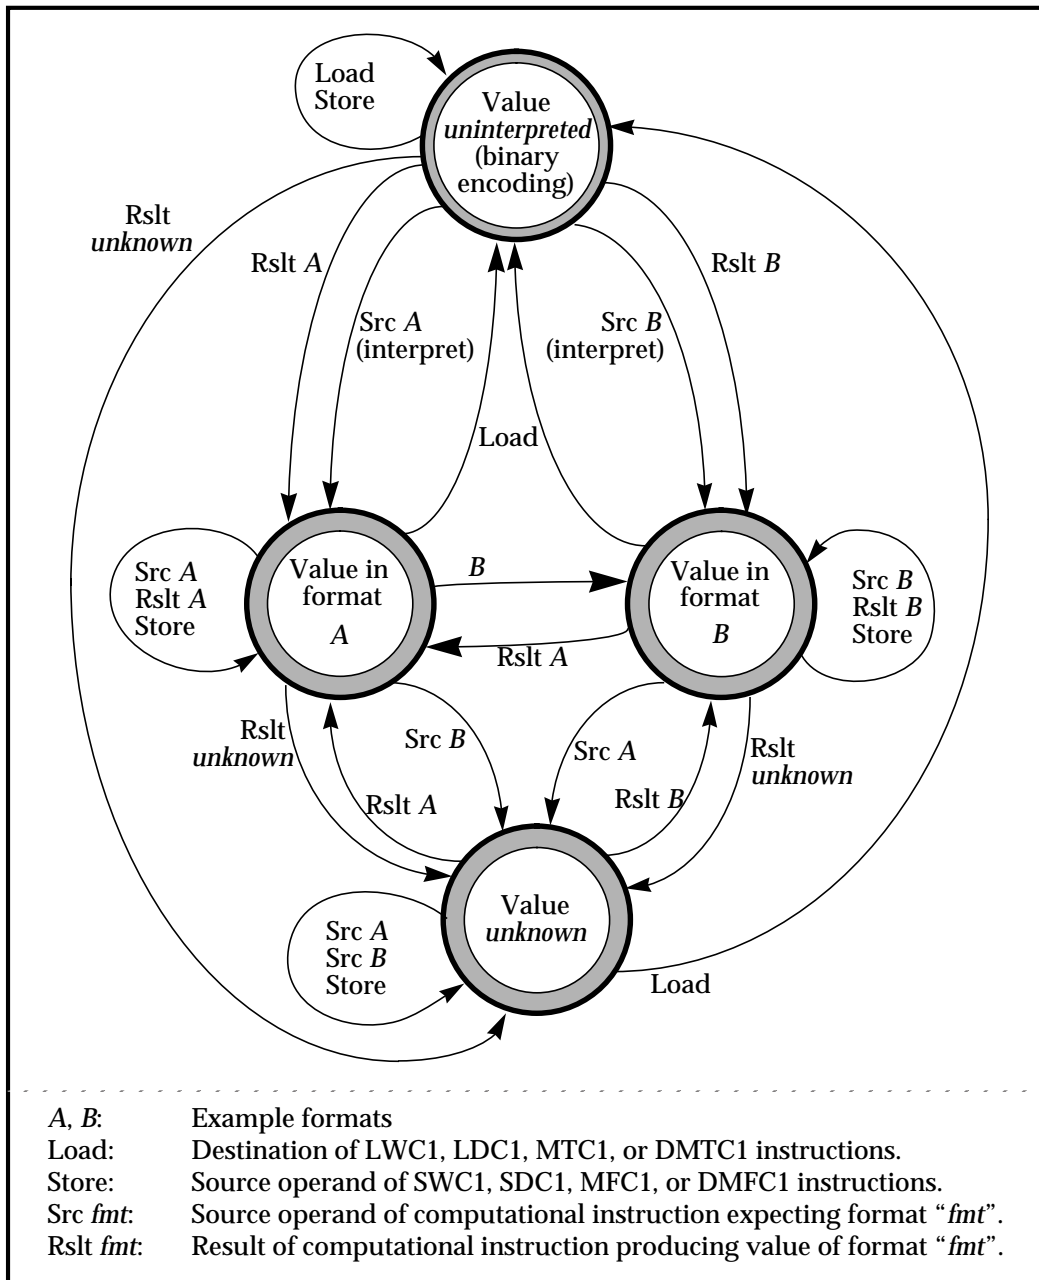 Load
Store
Value
uninterpreted
(binary
encoding)
Rslt
unknown
Rslt A
Rslt B
Src A
(interpret)
Src B
(interpret)
Load
Src A
Rslt A
Store
Value in
format
A
B
Rslt A
Value in
format
B
Src B
Rslt B
Store
Rslt
unknown
Src B
Rslt A
Src A
Rslt B
Rslt
unknown
Value
unknown
Src A
Src B
Store
Load
A, B: Example formats
Load: Destination of LWC1, LDC1, MTC1, or DMTC1 instructions.
Store: Source operand of SWC1, SDC1, MFC1, or DMFC1 instructions.
Src fmt: Source operand of computational instruction expecting format “fmt”.
Rslt fmt: Result of computational instruction producing value of format “fmt”.